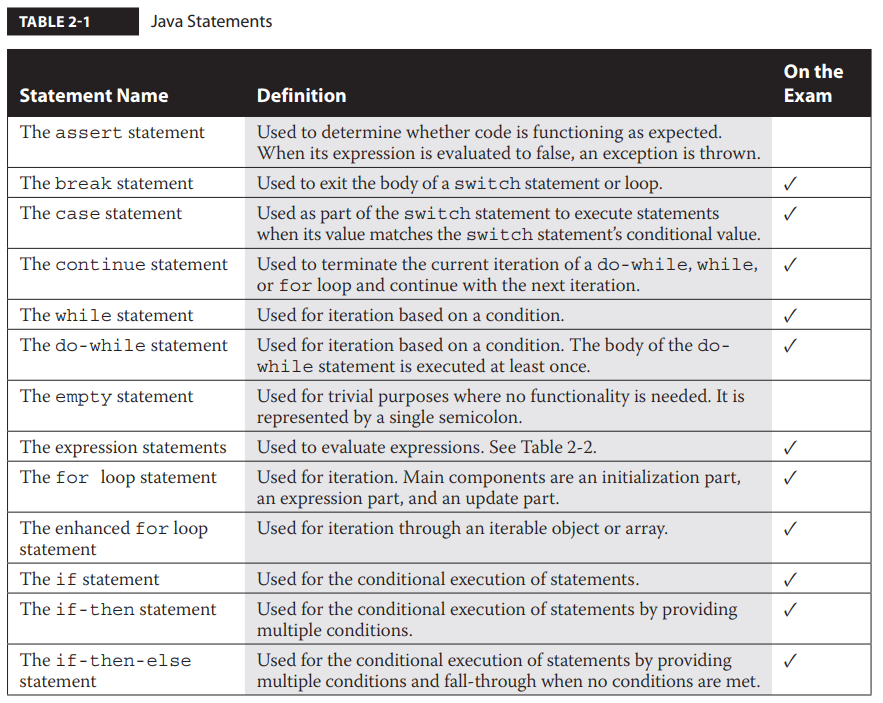 TABLE 2-1 Java Statements
Statement Name Definition On the Exam
The assert statement Used to determine whether code is functioning as expected.
When its expression is evaluated to false, an exception is thrown.
The break statement Used to exit the body of a switch statement or loop. ✓
The case statement Used as part of the switch statement to execute statements ✓
when its value matches the switch statement’s conditional value.
The continue statement Used to terminate the current iteration of a do-while, while, ✓
or for loop and continue with the next iteration.
The while statement Used for iteration based on a condition. ✓
The do-while statement Used for iteration based on a condition. The body of the do- ✓
while statement is executed at least once.
The empty statement Used for trivial purposes where no functionality is needed. It is
represented by a single semicolon.
The expression statements Used to evaluate expressions. See Table 2-2. ✓
The for loop statement Used for iteration. Main components are an initialization part, ✓
an expression part, and an update part.
The enhanced for loop Used for iteration through an iterable object or array. ✓
statement
The if statement Used for the conditional execution of statements. ✓
The if-then statement Used for the conditional execution of statements by providing ✓
multiple conditions.
The if-then-else Used for the conditional execution of statements by providing ✓
statement multiple conditions and fall-through when no conditions are met.